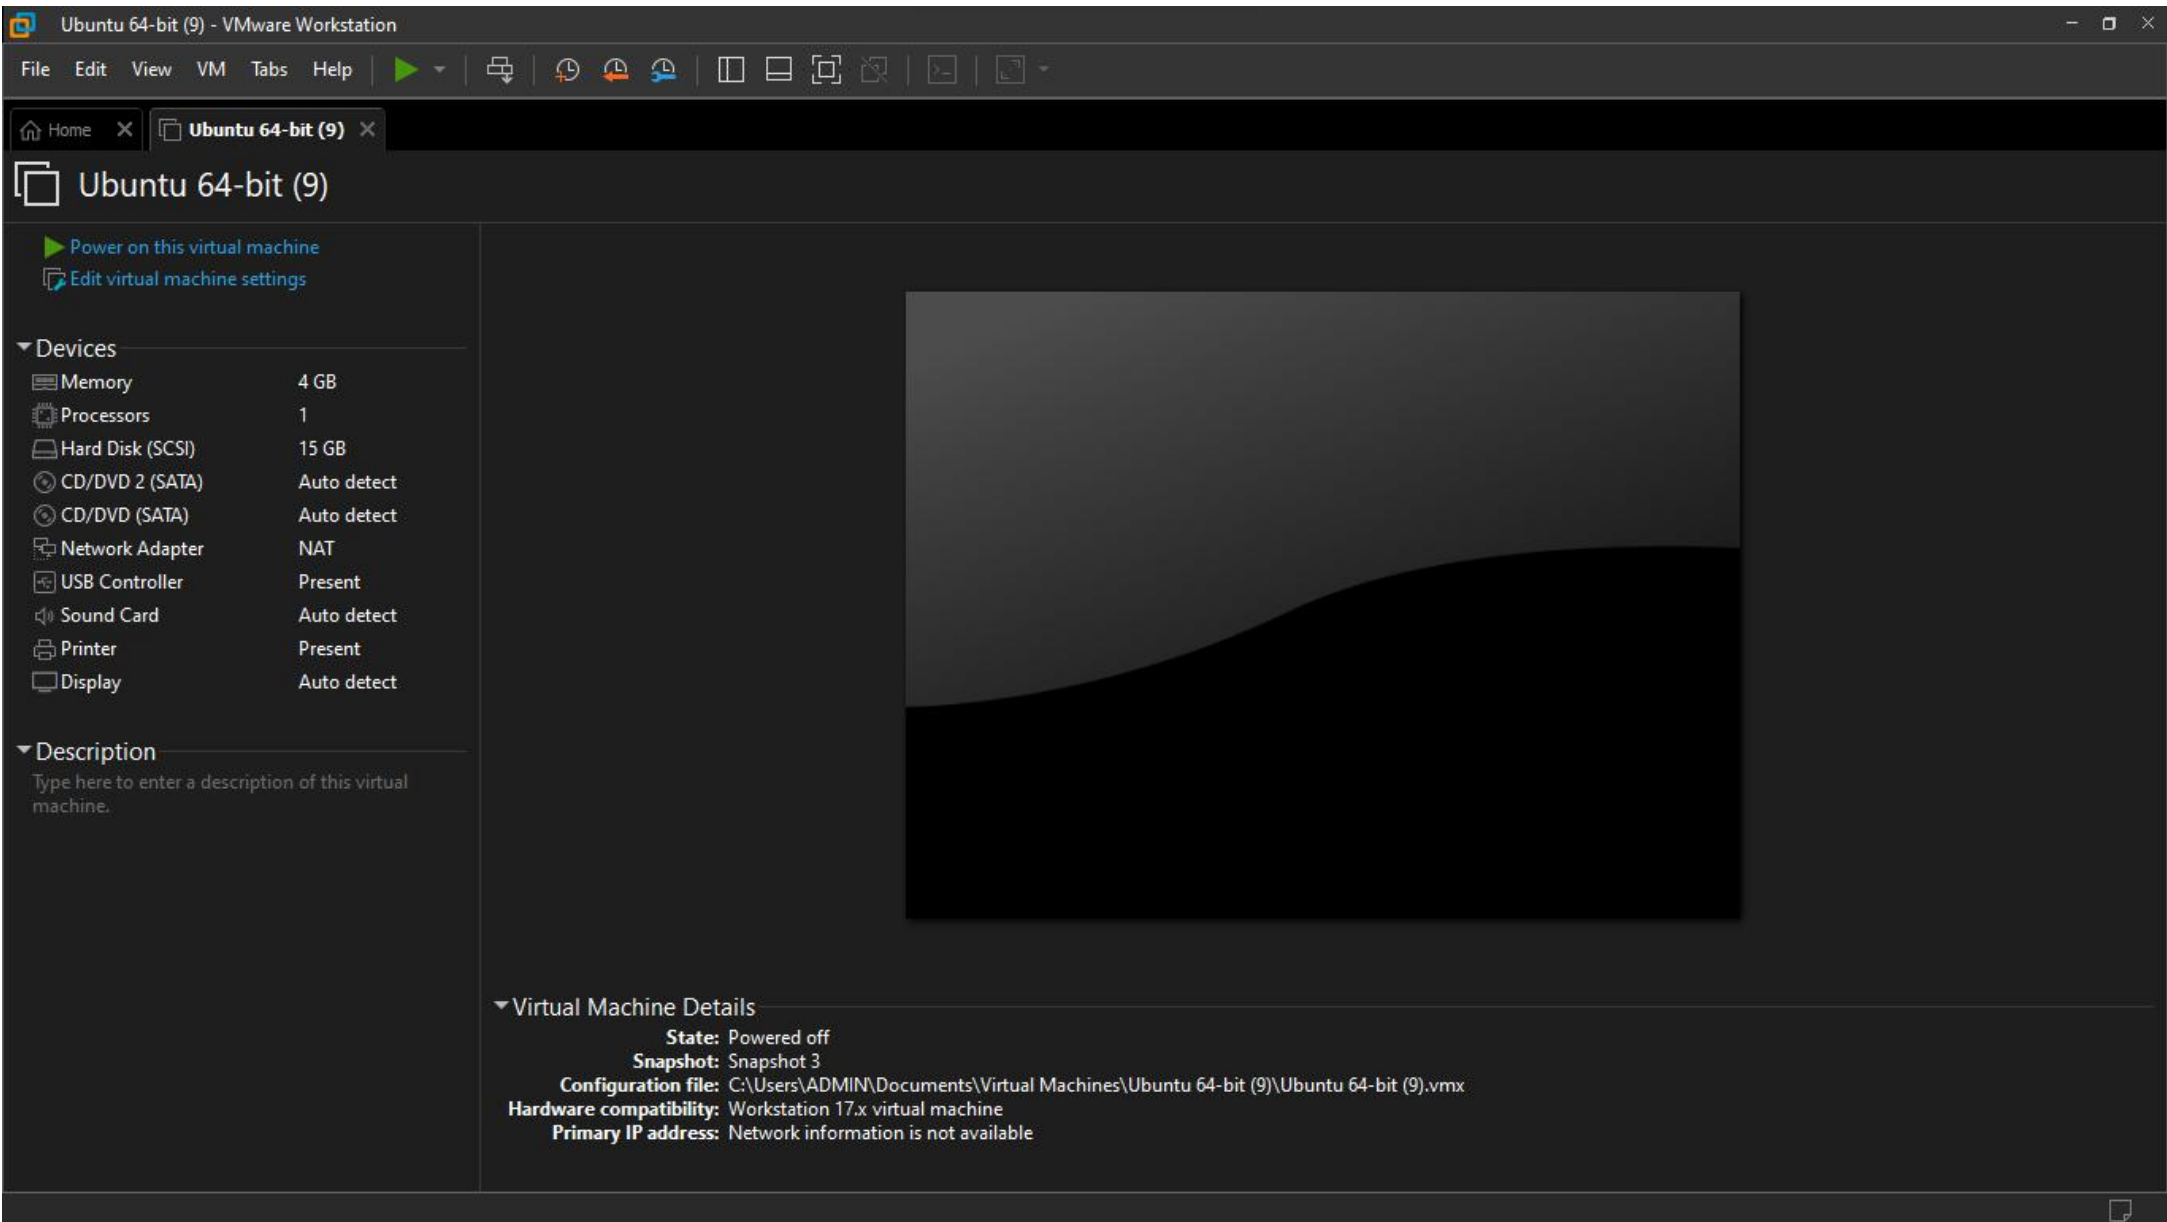 Ubuntu 64-bit (9) - VMware Workstation
File Edit View VM Tabs Help
Home
Ubuntu 64-bit (9)
Ubuntu 64-bit (9)
Power on this virtual machine
Edit virtual machine settings
Devices
Memory 4 GB
Processors 1
Hard Disk (SCSI) 15 GB
CD/DVD 2 (SATA) Auto detect
CD/DVD (SATA) Auto detect
Network Adapter NAT
USB Controller Present
Sound Card Auto detect
Printer Present
Display Auto detect
Description
Type here to enter a description of this virtual
machine.
Virtual Machine Details
State: Powered off
Snapshot: Snapshot 3
Configuration file: C:\Users\ADMIN\Documents\Virtual Machines\Ubuntu 64-bit (9)\Ubuntu 64-bit (9).vmx
Hardware compatibility: Workstation 17.x virtual machine
Primary IP address: Network information is not available